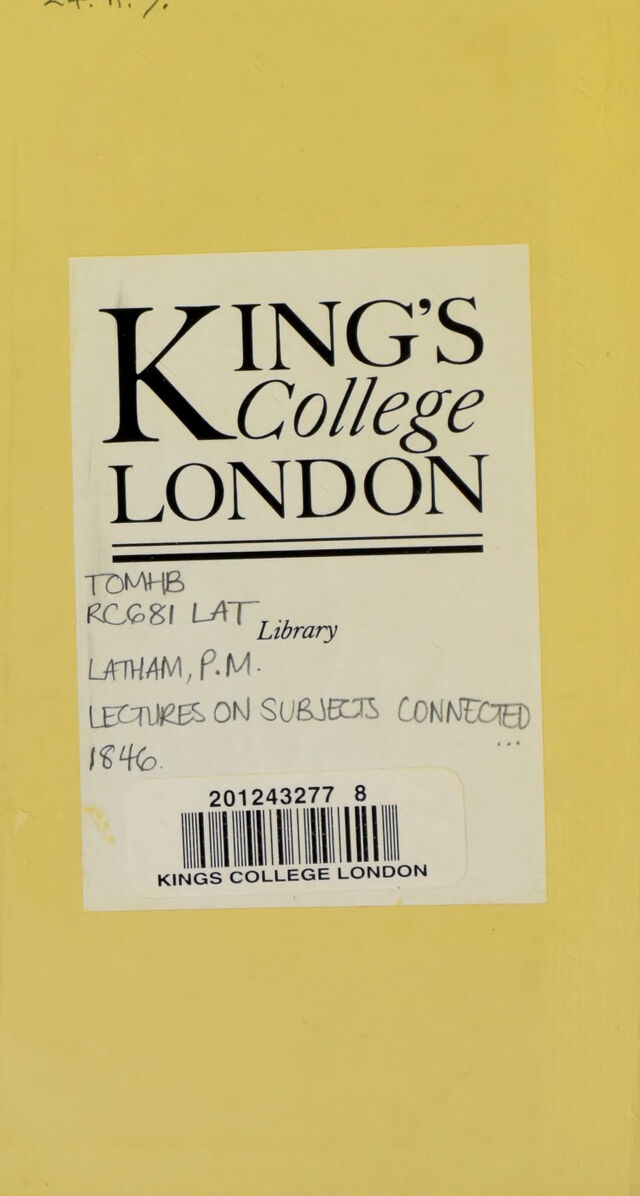 KING'S
College
LONDON
TOMHB
RC681 LAT
Library
LATHAM, P.M.
LECTURES ON SUBJECTS CONNECTED
...
1846.
201243277 8
KINGS COLLEGE LONDON